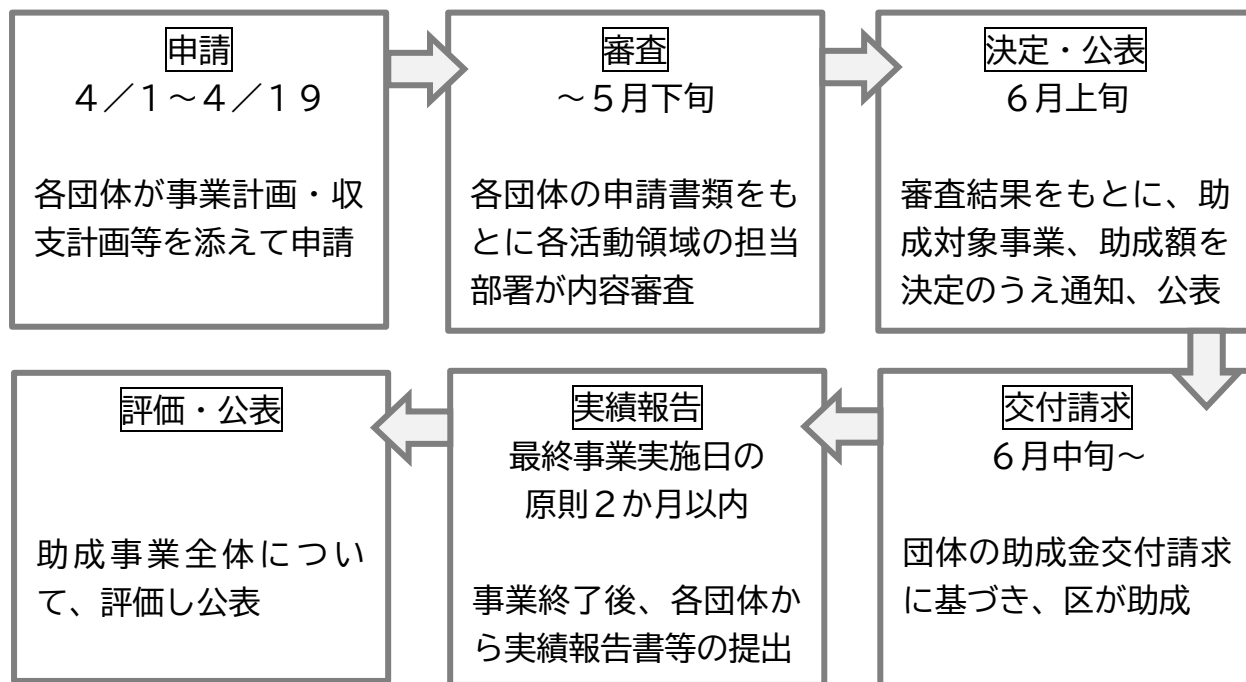 申請
４／１～４／１９
各団体が事業計画・収
支計画等を添えて申請
審査
～５月下旬
各団体の申請書類をも
とに各活動領域の担当
部署が内容審査
決定・公表
６月上旬
審査結果をもとに、助
成対象事業、助成額を
決定のうえ通知、公表
交付請求
６月中旬～
団体の助成金交付請求
に基づき、区が助成
実績報告
最終事業実施日の
原則２か月以内
事業終了後、各団体か
ら実績報告書等の提出
評価・公表
助成事業全体につい
て、評価し公表